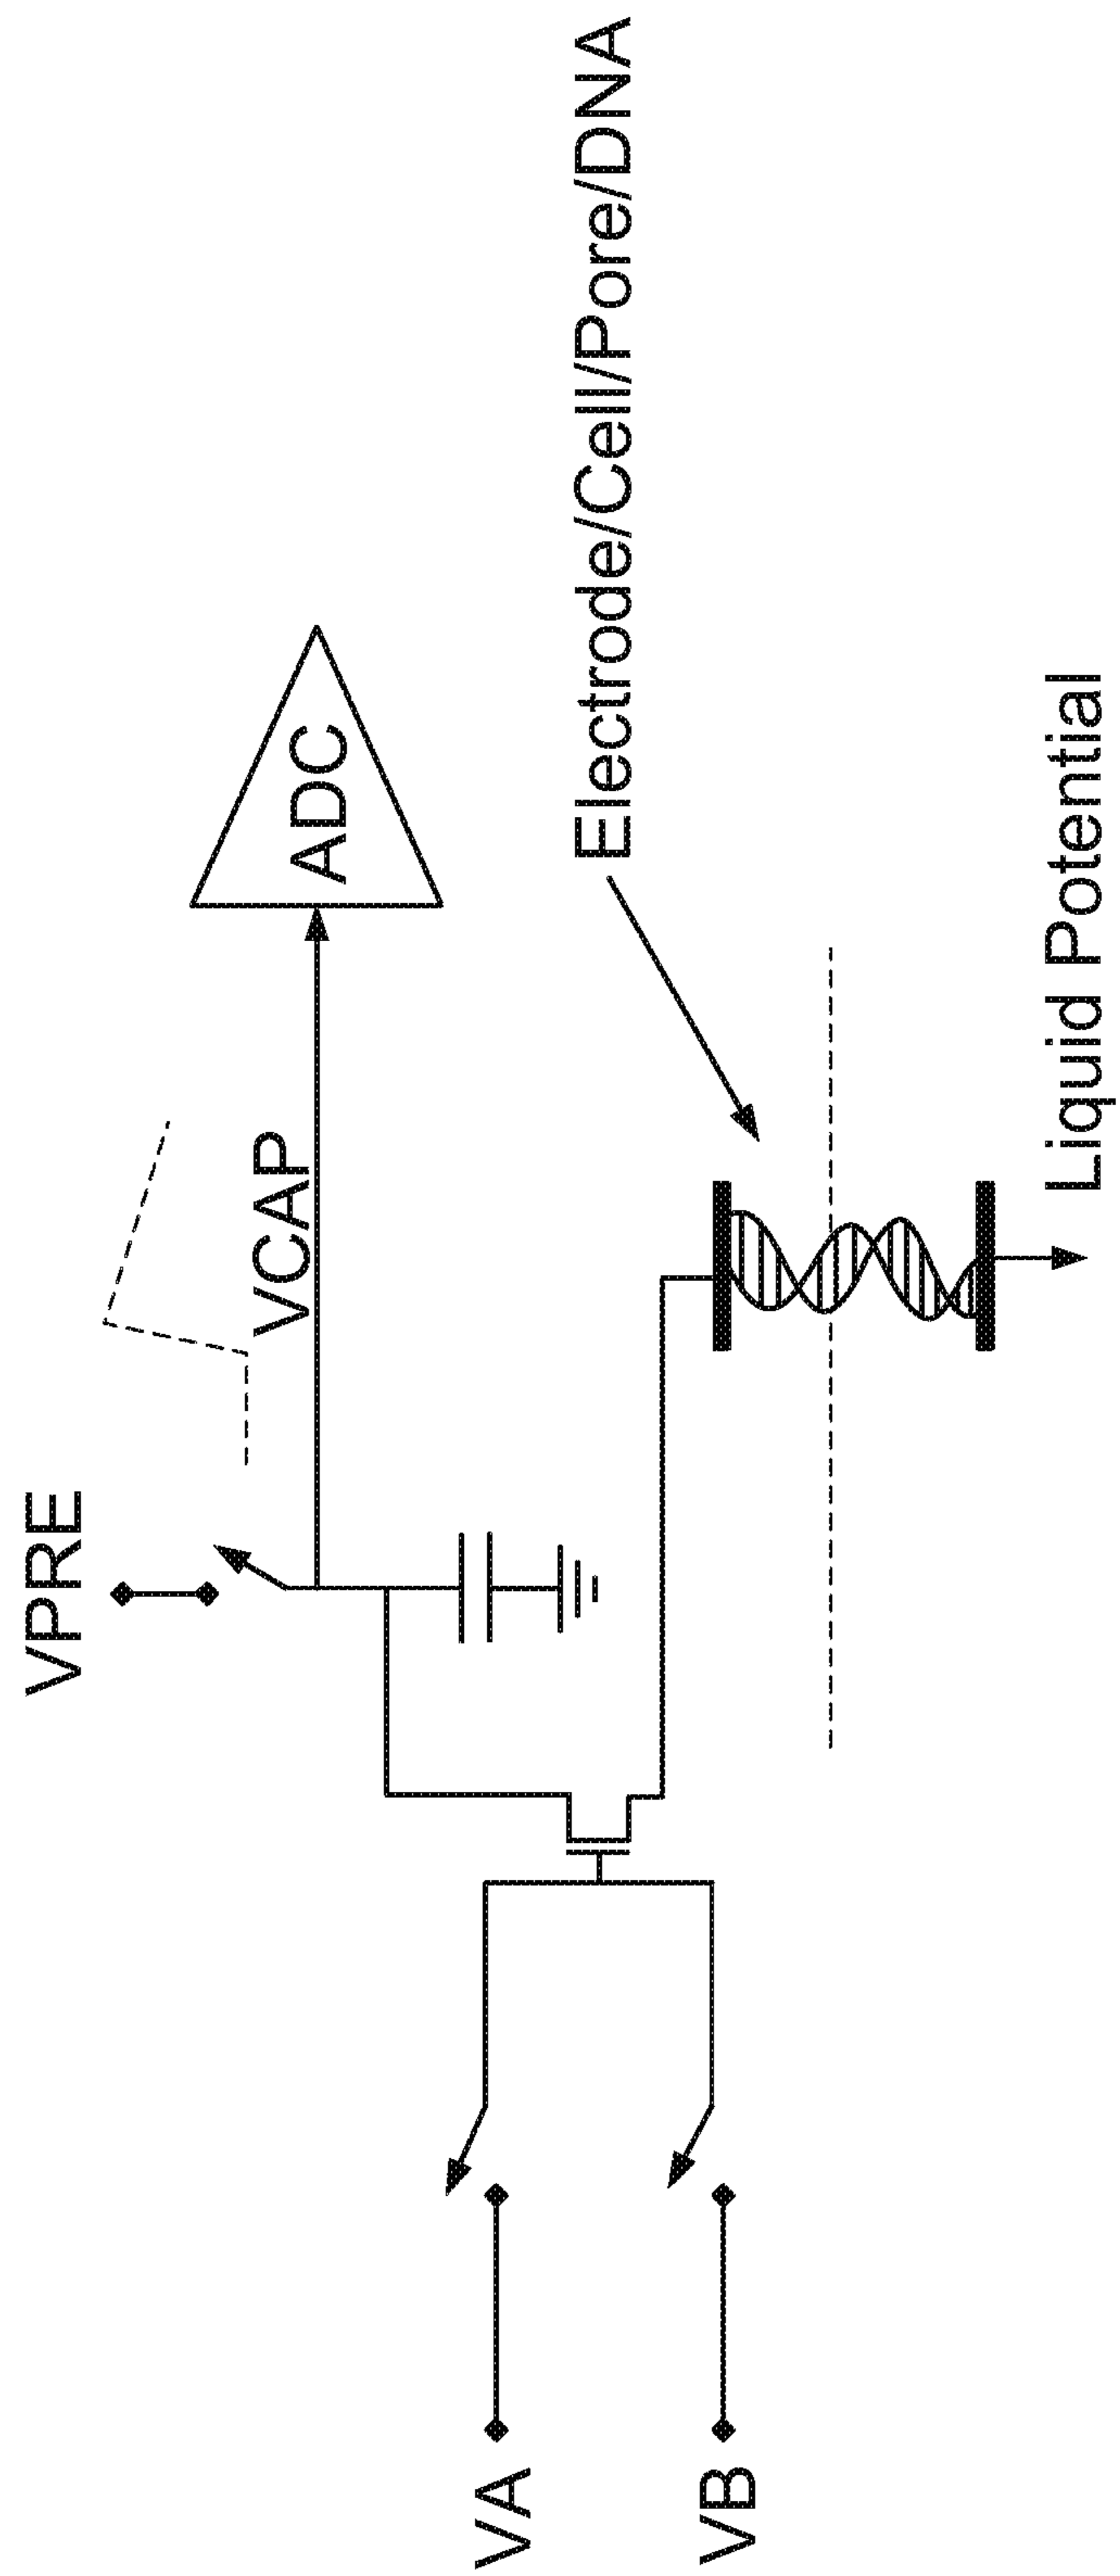 VPRE
VCAP
ADC
VA
VB
Electrode/Cell/Pore/DNA
Liquid Potential